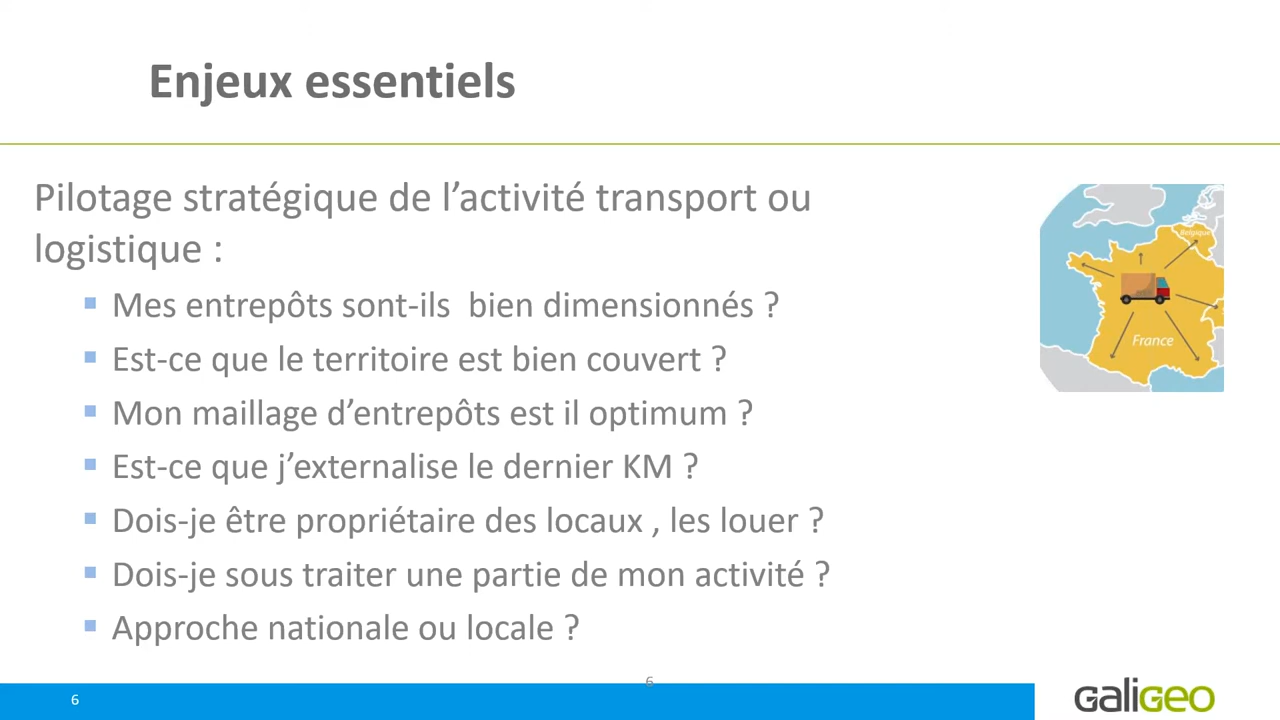 Enjeux essentiels
Pilotage stratégique de l’activité transport ou
logistique :
Mes entrepôts sont-ils  bien dimensionnés ?
Est-ce que le territoire est bien couvert ?
Mon maillage d’entrepôts est il optimum ?
Est-ce que j’externalise le dernier KM ?
Dois-je être propriétaire des locaux , les louer ?
Dois-je sous traiter une partie de mon activité ?
Approche nationale ou locale ?
Belgique
France
6
6
GaliGEO